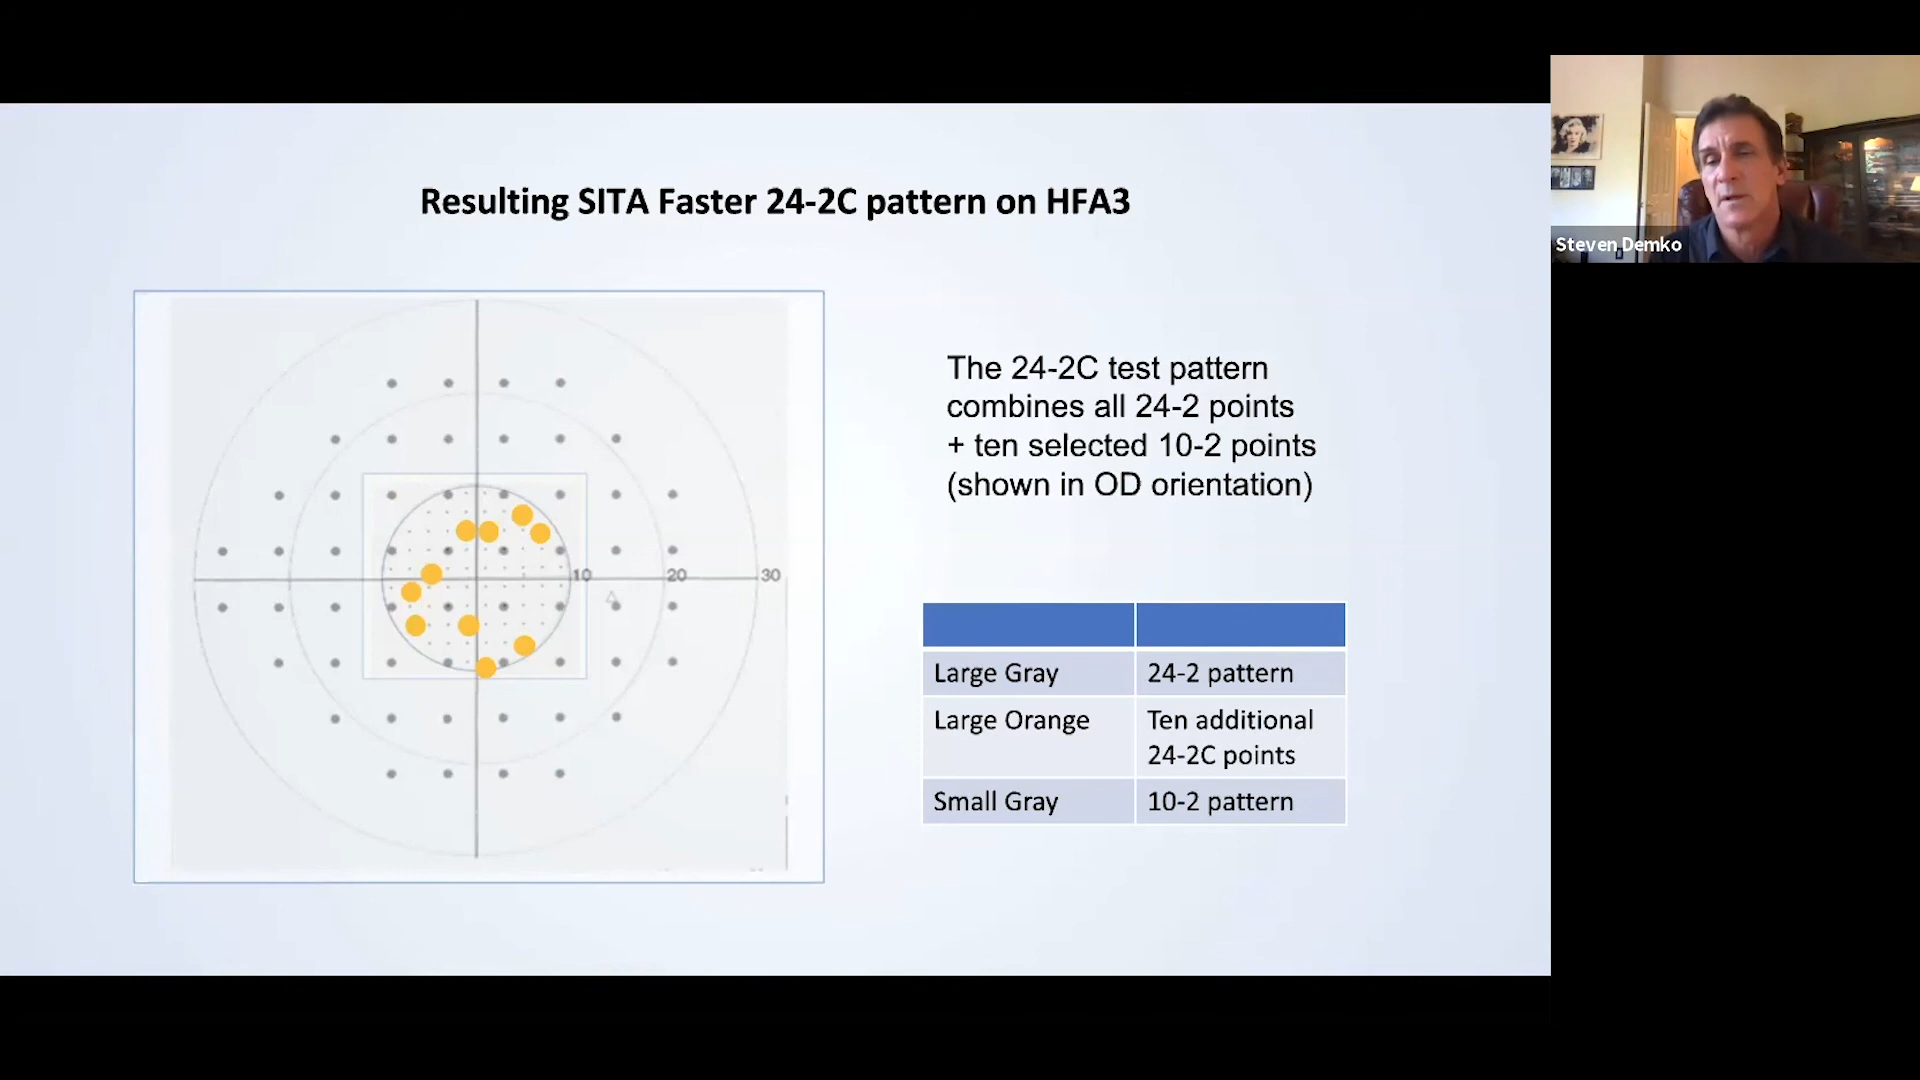 Resulting SITA Faster 24-2C pattern on HFA3
10
20
30
The 24-2C test pattern
combines all 24-2 points
+ ten selected 10-2 points
(shown in OD orientation)
Large Gray
24-2 pattern
Large Orange
Ten additional
24-2C points
Small Gray
10-2 pattern
Steven Demko